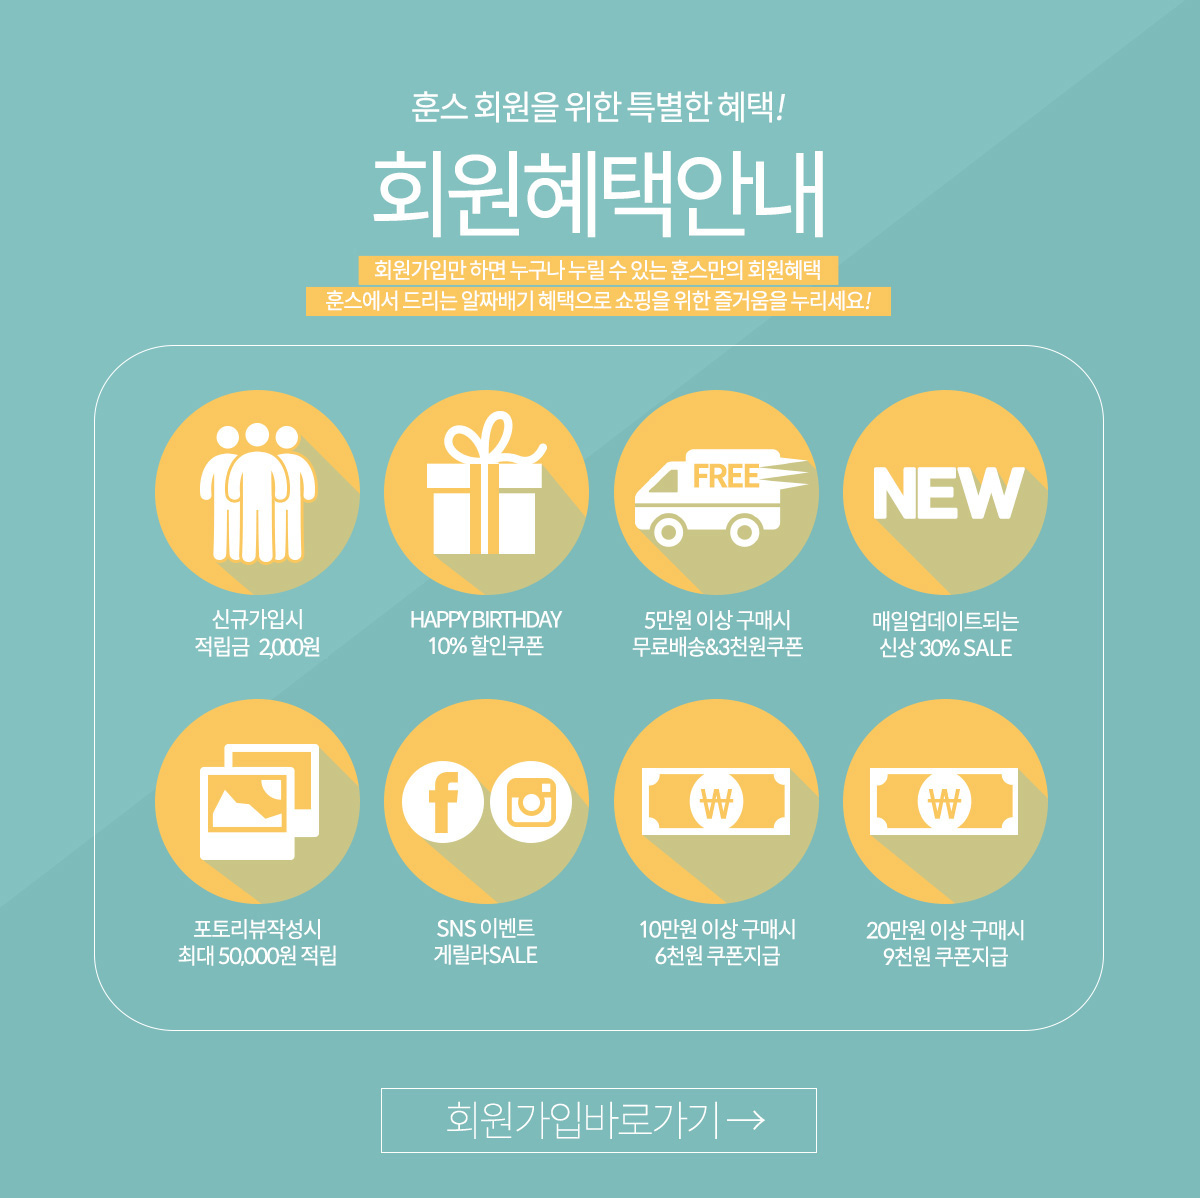 훈스 회원을 위한 특별한 혜택!
회원혜택안내
회원가입만 하면 누구나 누릴 수 있는 훈스만의 회원혜택
훈스에서 드리는 알짜배기 혜택으로 쇼핑을 위한 즐거움을 누리세요!
FREE
NEW
신규가입시
적립금 2,000원
HAPPY BIRTHDAY
10% 할인쿠폰
5만원 이상 구매시
무료배송&3천원쿠폰
매일업데이트되는
신상 30% SALE
f
₩
₩
포토리뷰작성시
최대 50,000원 적립
SNS 이벤트
게릴라SALE
10만원 이상 구매시
6천원 쿠폰지급
20만원 이상 구매시
9천원 쿠폰지급
회원가입바로가기→